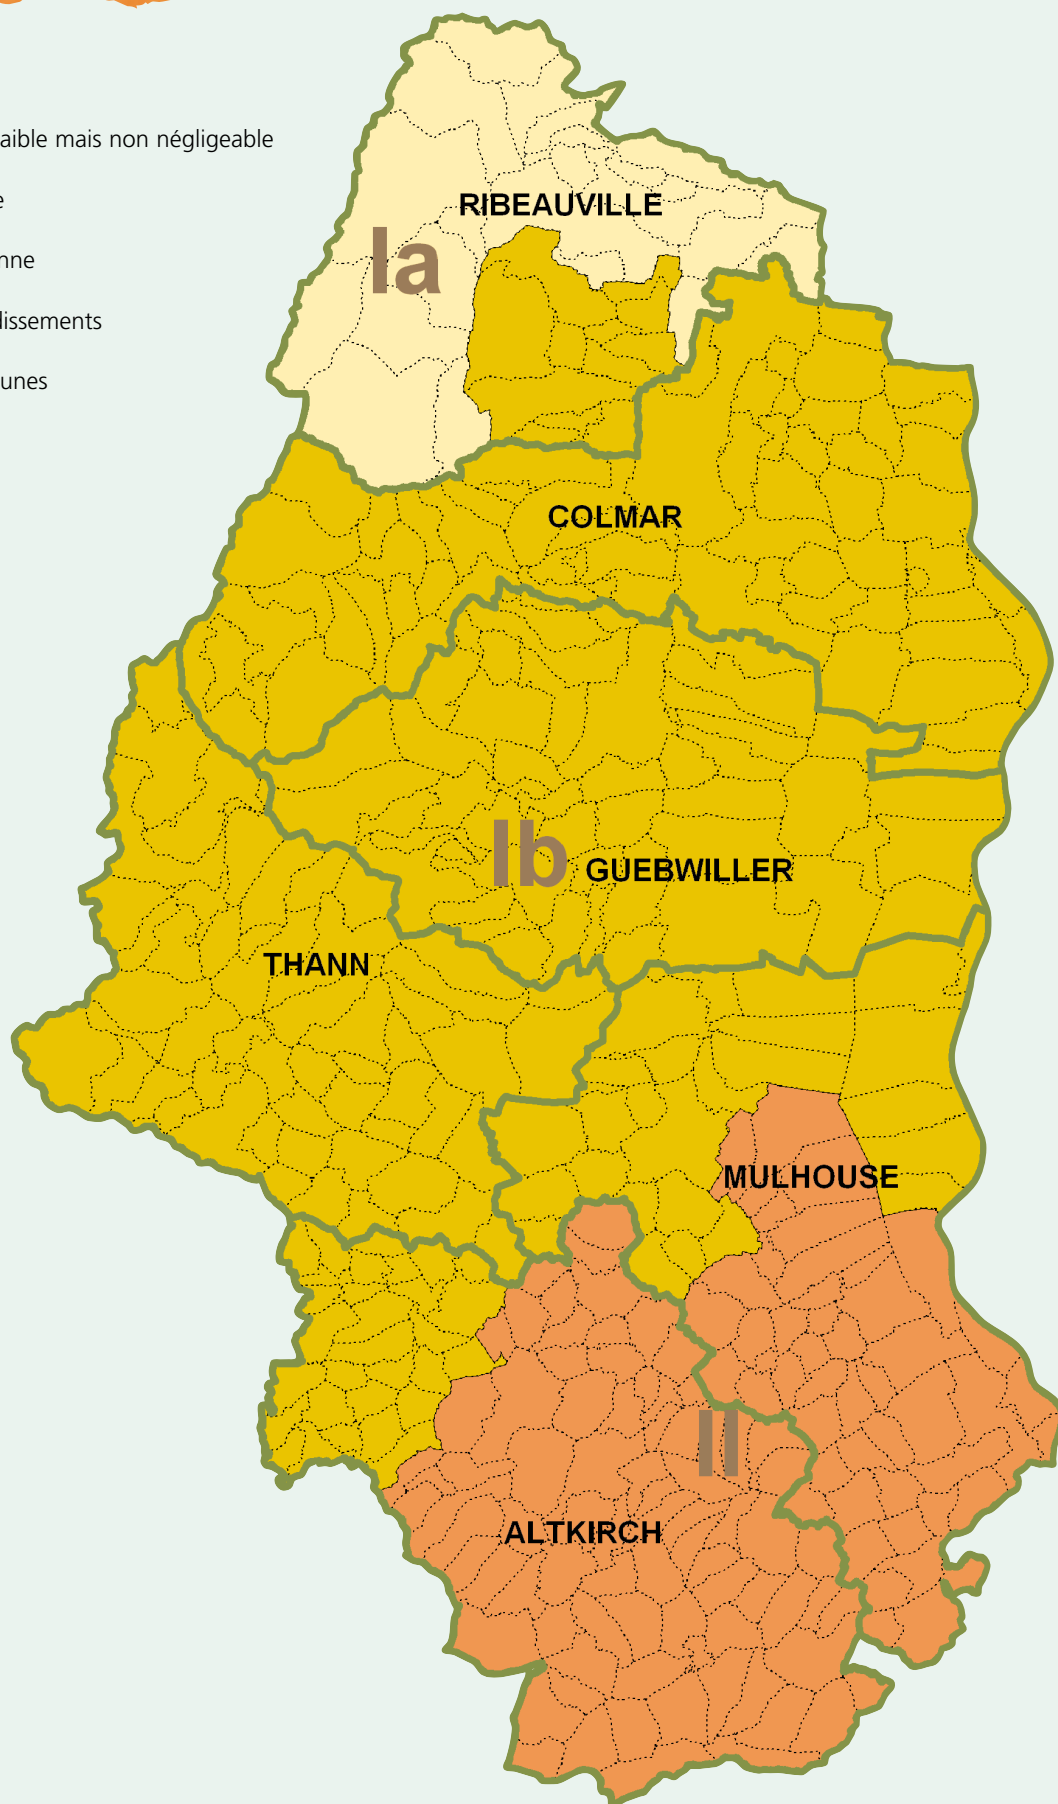 aible mais non négligeable
e
nne
lissements
unes
RIBEAUVILLE
Ia
COLMAR
Ib
GUEBWILLER
THANN
MULHOUSE
II
ALTKIRCH